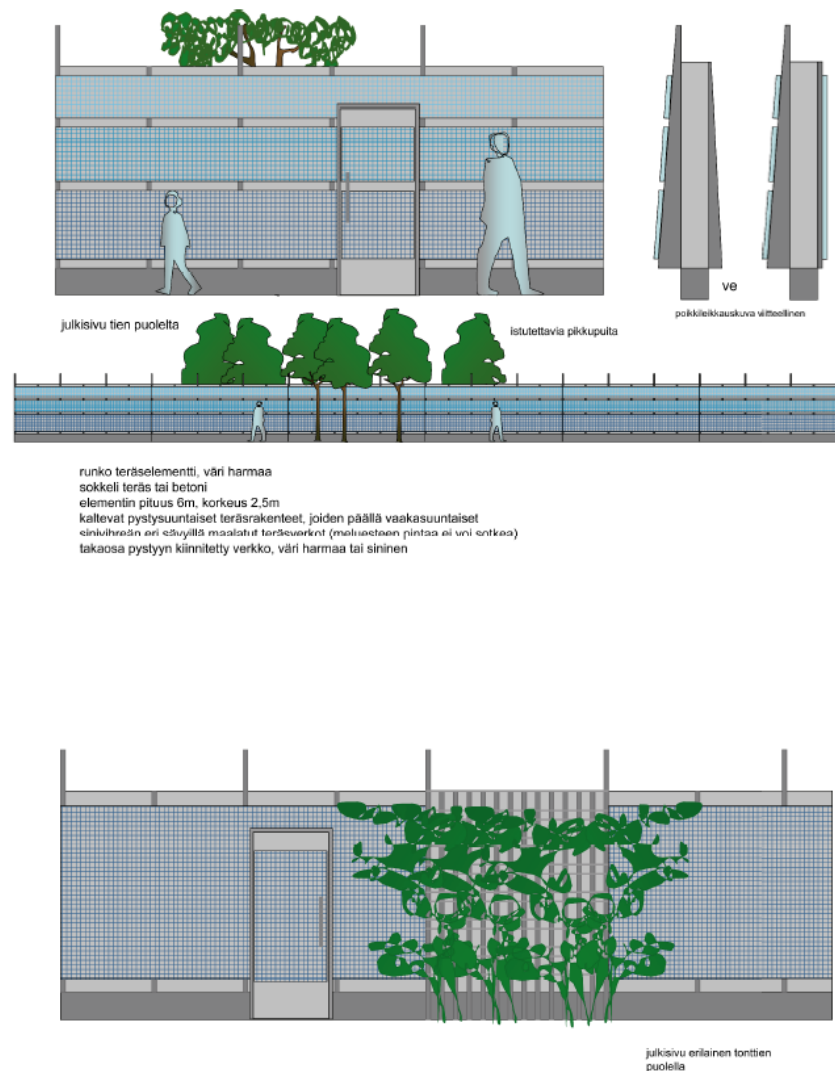 ve
poikkileikkauskuva viitteellinen
julkisivu tien puolelta
istutettavia pikkupuita
runko teräselementti, väri harmaa
sokkeli teräs tai betoni
elementin pituus 6m, korkeus 2,5m
kaltevat pystysuuntaiset teräsrakenteet, joiden päällä vaakasuuntaiset
sinivihreän eri sävyillä maalatut teräsverkot (meluesteen pintaa ei voi sotkea)
takaosa pystyyn kiinnitetty verkko, väri harmaa tai sininen
julkisivu erilainen tonttien
puolella